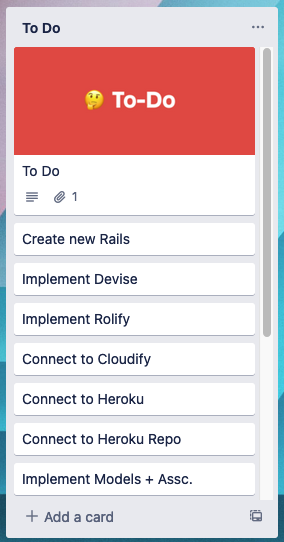 To Do
🤔 To-Do
To Do
1
Create new Rails
Implement Devise
Implement Rolify
Connect to Cloudify
Connect to Heroku
Connect to Heroku Repo
Implement Models + Assc.
+ Add a card